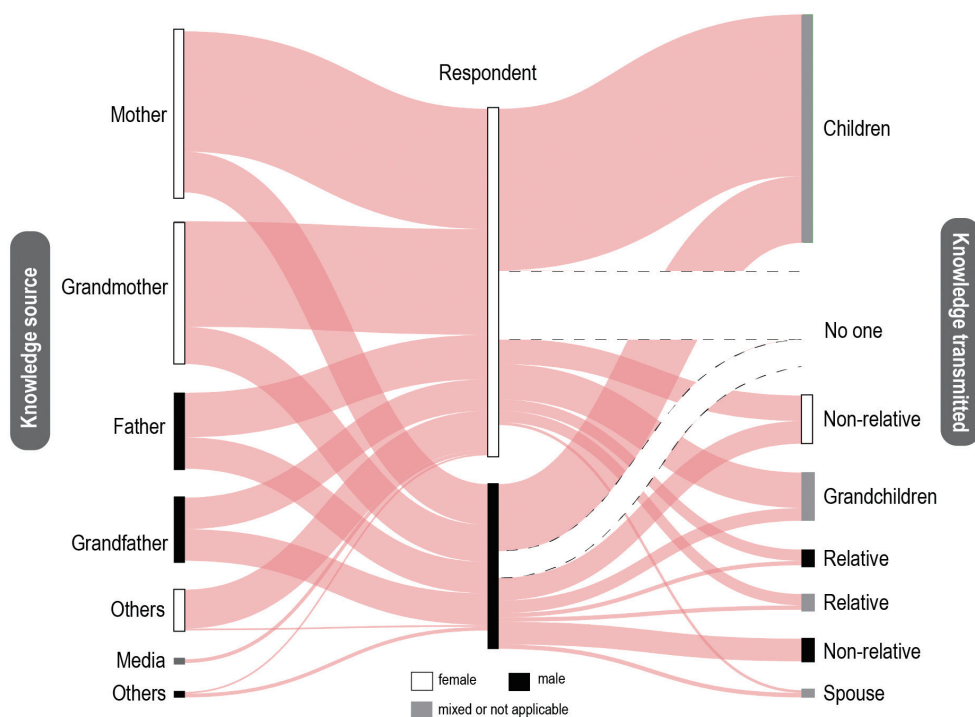 Knowledge source
Mother
Grandmother
Father
Grandfather
Others
Media
Others
Respondent
female
male
mixed or not applicable
Children
No one
Non-relative
Grandchildren
Relative
Relative
Non-relative
Spouse
Knowledge transmitted